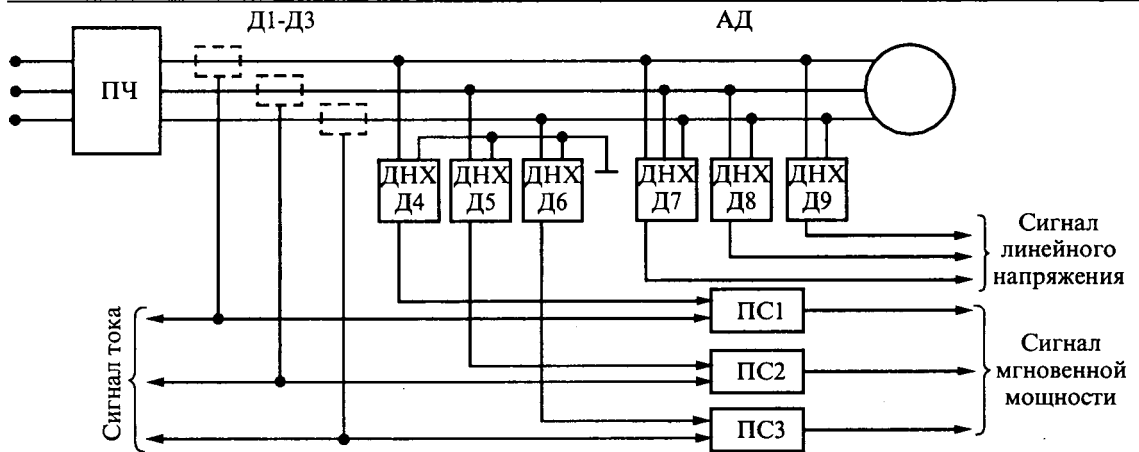 Д1-Д3
АД
ПЧ
ДНХ
Д4
ДНХ
Д5
ДНХ
Д6
ДНХ
Д7
ДНХ
Д8
ДНХ
Д9
Сигнал
линейного
напряжения
Сигнал тока
ПС1
ПС2
ПС3
Сигнал
мгновенной
мощности